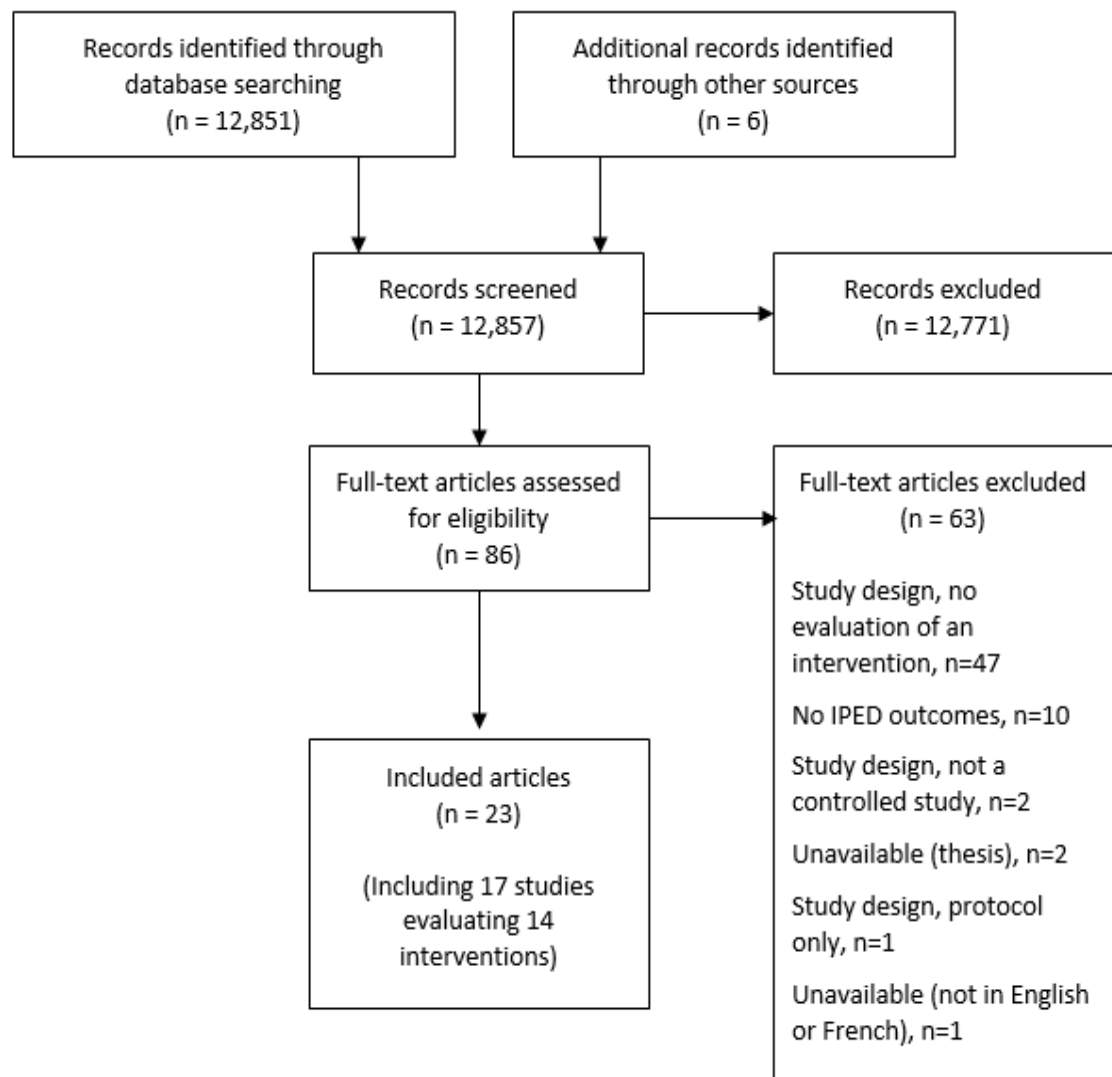 Records identified through
database searching
(n = 12,851)
Additional records identified
through other sources
(n = 6)
Records screened
(n = 12,857)
Records excluded
(n = 12,771)
Full-text articles assessed
for eligibility
(n = 86)
Full-text articles excluded
(n = 63)
Study design, no
evaluation of an
intervention, n=47
No IPED outcomes, n=10
Study design, not a
controlled study, n=2
Unavailable (thesis), n=2
Study design, protocol
only, n=1
Unavailable (not in English
or French), n=1
Included articles
(n = 23)
(Including 17 studies
evaluating 14
interventions)